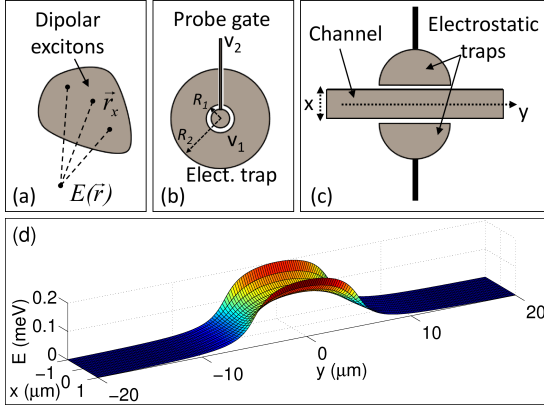 Dipolar
excitons
r⃗ₓ
E(r⃗)
(a)
Probe gate
V₂
R₁
R₂
V₁
Elect. trap
(b)
Electrostatic
traps
Channel
x
y
(c)
(d)
E (meV)
0.2
0.1
0
-1
0
1
x (μm)
-20
-10
0
10
20
y (μm)